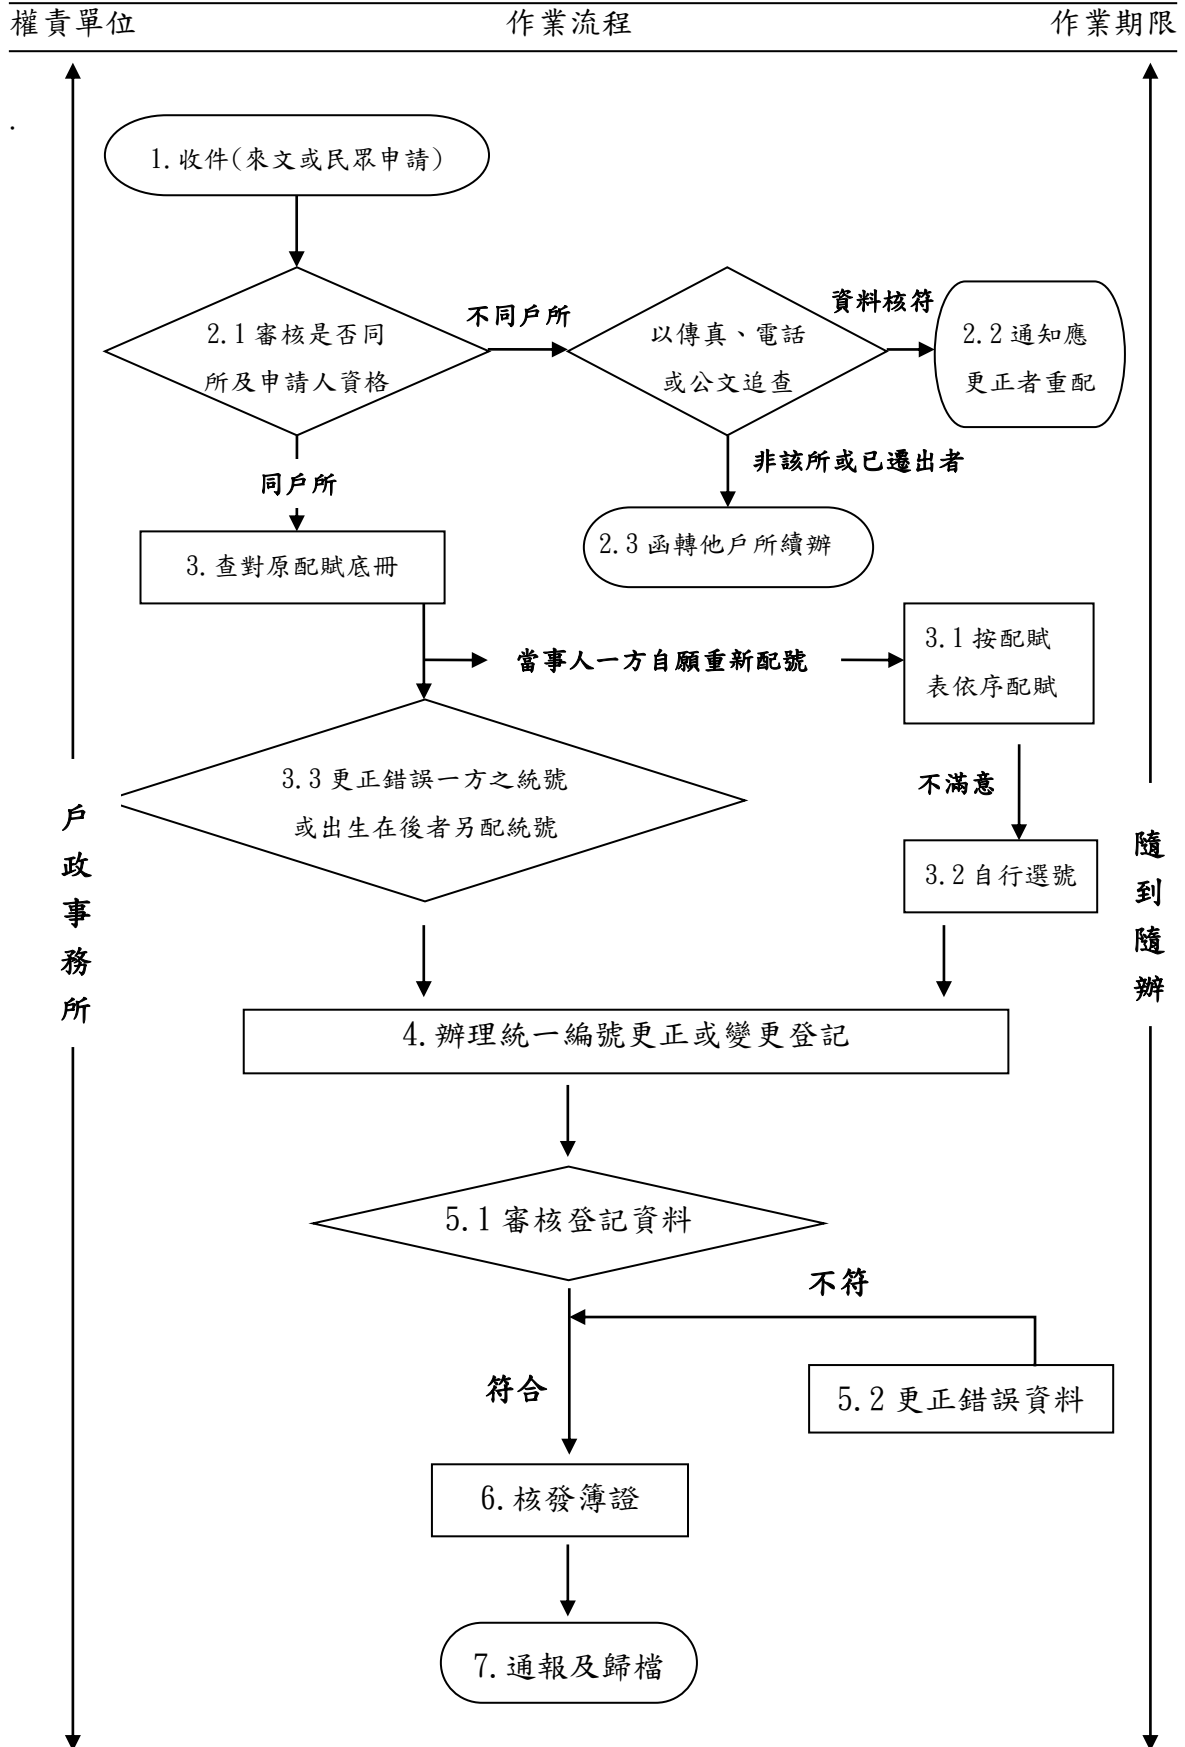 權責單位 作業流程 作業期限
.
1.收件(來文或民眾申請)
2.1審核是否同
所及申請人資格
不同戶所
以傳真、電話
或公文追查
資料核符
2.2通知應
更正者重配
非該所或已遷出者
2.3函轉他戶所續辦
同戶所
3.查對原配賦底冊
當事人一方自願重新配號
3.1按配賦
表依序配賦
3.3更正錯誤一方之統號
或出生在後者另配統號
不滿意
3.2自行選號
戶
政
事
務
所
隨
到
隨
辦
4.辦理統一編號更正或變更登記
5.1審核登記資料
不符
符合
5.2更正錯誤資料
6.核發簿證
7.通報及歸檔